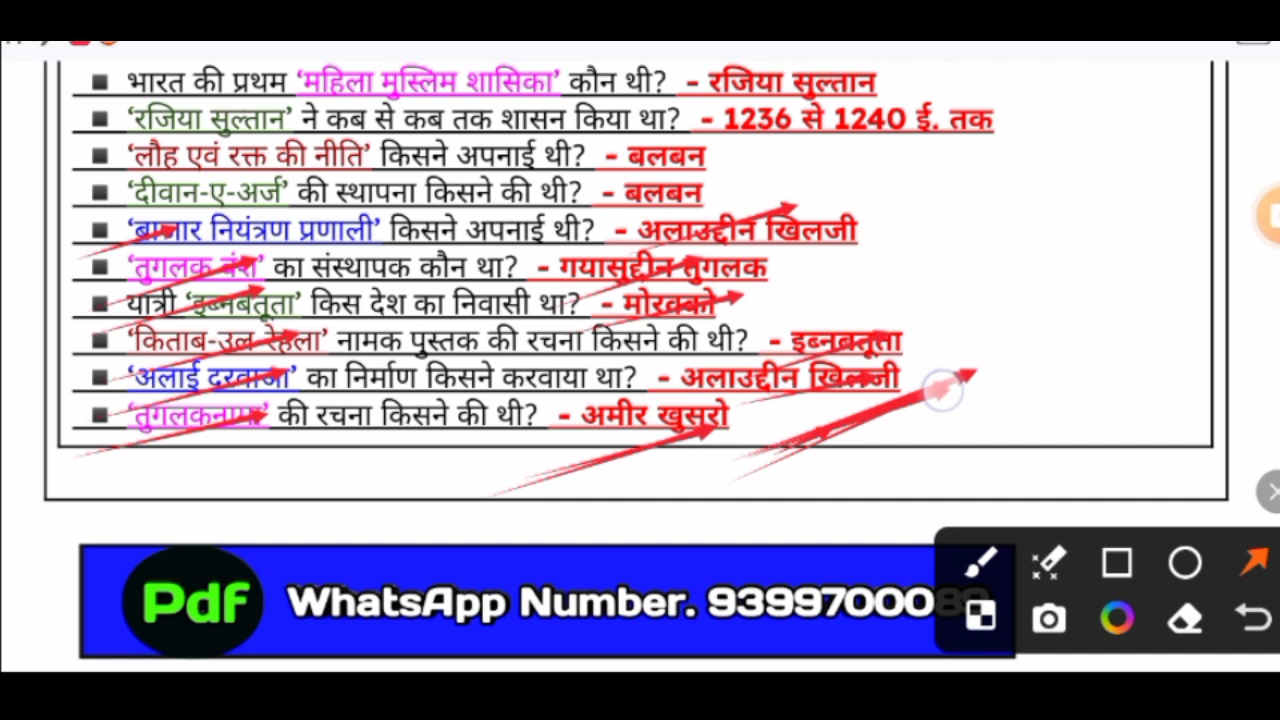 ■ भारत की प्रथम ‘महिला मुस्लिम शासिका’ कौन थी? - रजिया सुल्तान
■ ‘रजिया सुल्तान’ ने कब से कब तक शासन किया था? - 1236 से 1240 ई. तक
■ ‘लौह एवं रक्त की नीति’ किसने अपनाई थी? - बलबन
■ ‘दीवान-ए-अर्ज’ की स्थापना किसने की थी? - बलबन
■ ‘बाजार नियंत्रण प्रणाली’ किसने अपनाई थी? - अलाउद्दीन खिलजी
■ ‘तुगलक वंश’ का संस्थापक कौन था? - गयासुद्दीन तुगलक
■ यात्री ‘इब्नबतूता’ किस देश का निवासी था? - मोरक्को
■ ‘किताब-उल रेहला’ नामक पुस्तक की रचना किसने की थी? - इब्नबतूता
■ ‘अलाई दरवाजा’ का निर्माण किसने करवाया था? - अलाउद्दीन खिलजी
■ ‘तुगलकनामा’ की रचना किसने की थी? - अमीर खुसरो
Pdf WhatsApp Number.